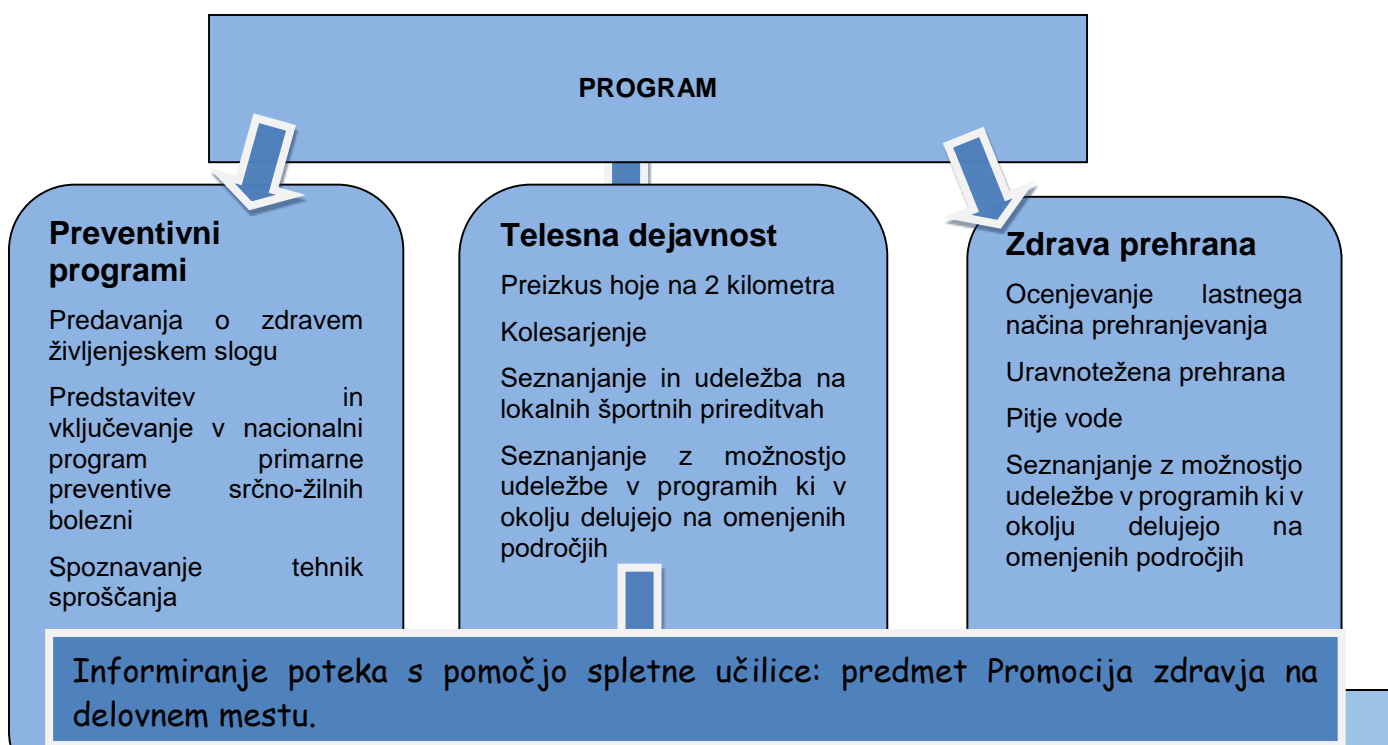 PROGRAM
Preventivni
programi
Predavanja o zdravem
življenjeskem slogu
Predstavitev in
vključevanje v nacionalni
program primarne
preventive srčno-žilnih
bolezni
Spoznavanje tehnik
sproščanja
Telesna dejavnost
Preizkus hoje na 2 kilometra
Kolesarjenje
Seznanjanje in udeležba na
lokalnih športnih prireditvah
Seznanjanje z možnostjo
udeležbe v programih ki v
okolju delujejo na omenjenih
področjih
Zdrava prehrana
Ocenjevanje lastnega
načina prehranjevanja
Uravnotežena prehrana
Pitje vode
Seznanjanje z možnostjo
udeležbe v programih ki v
okolju delujejo na
omenjenih področjih
Informiranje poteka s pomočjo spletne učilice: predmet Promocija zdravja na
delovnem mestu.